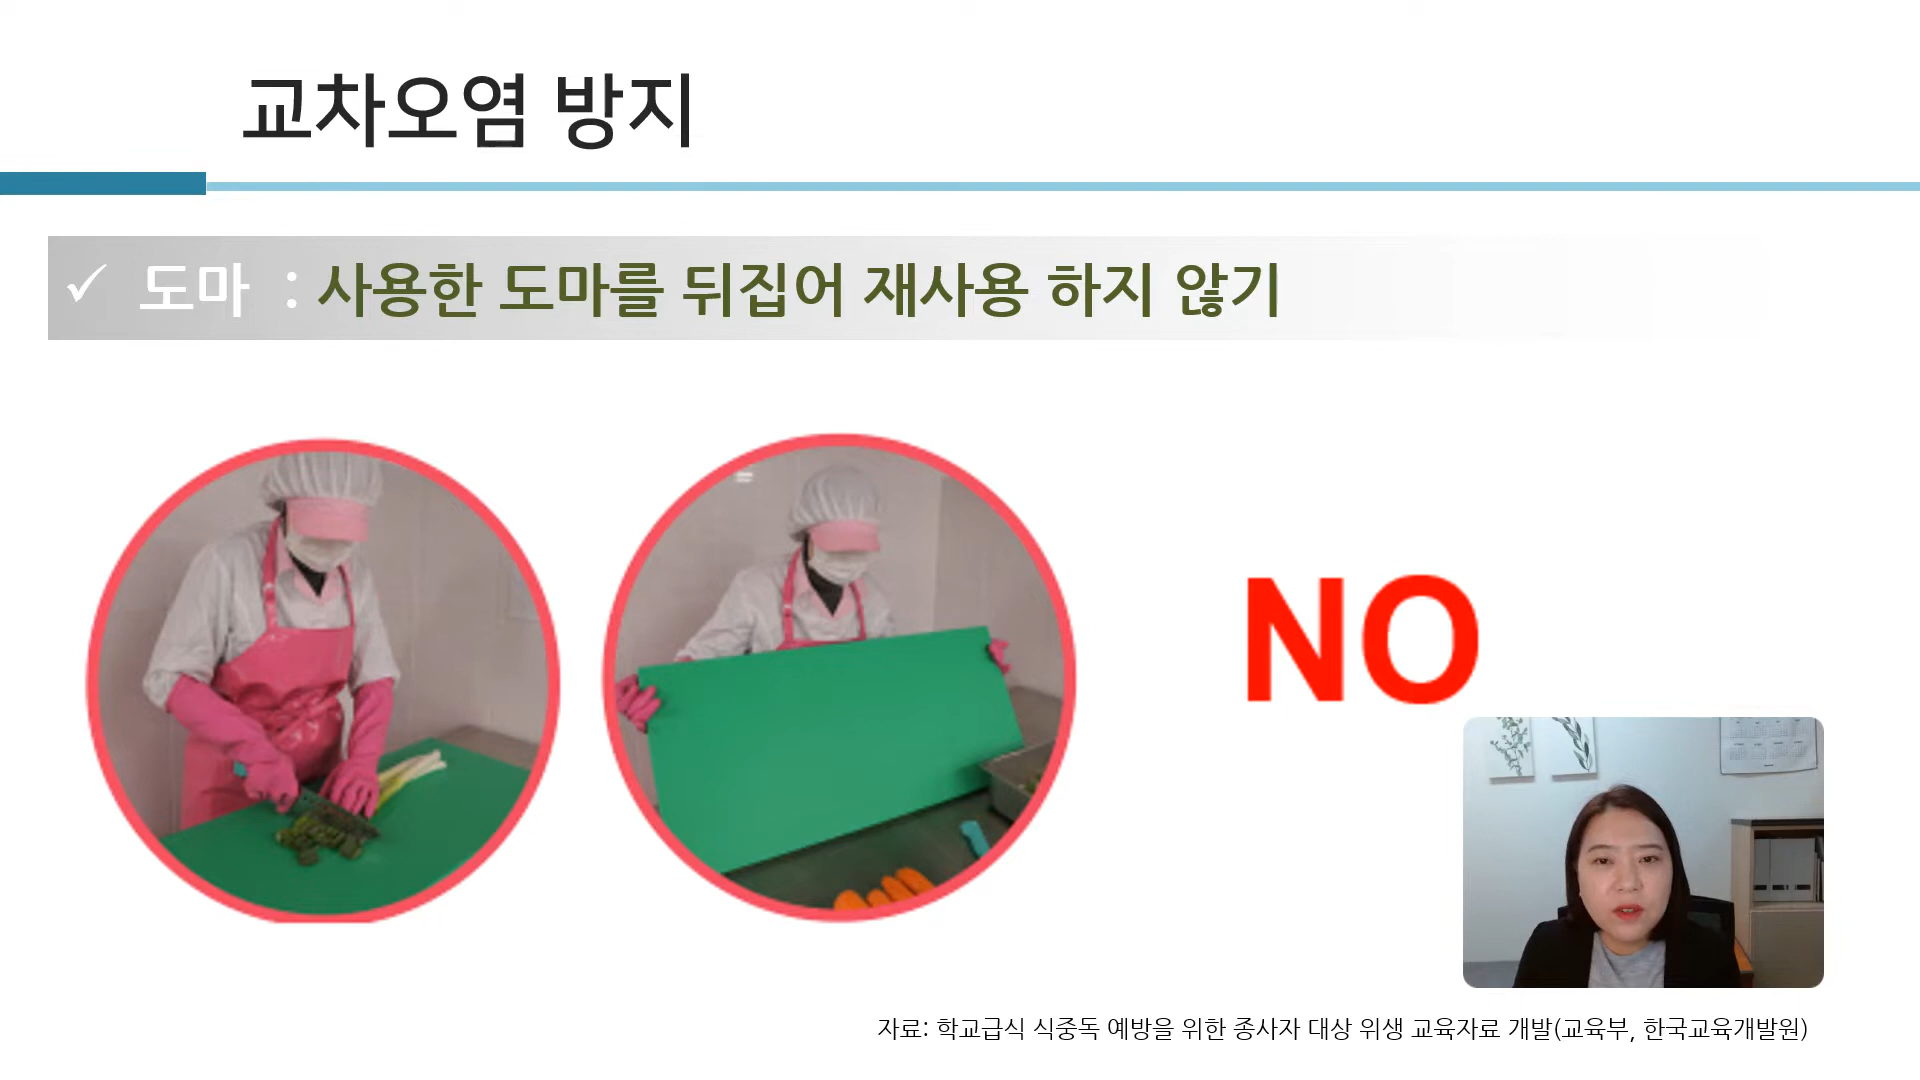 교차오염 방지
✓ 도마 : 사용한 도마를 뒤집어 재사용 하지 않기
NO
자료: 학교급식 식중독 예방을 위한 종사자 대상 위생 교육자료 개발(교육부, 한국교육개발원)